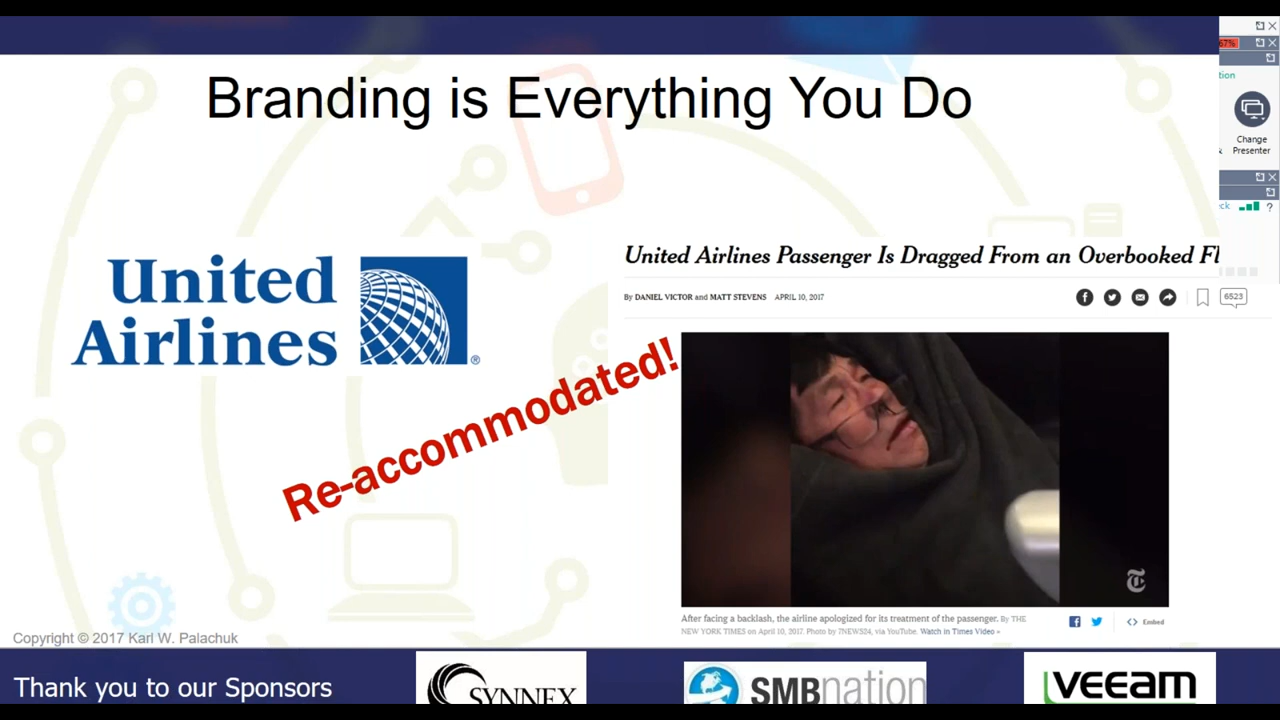 Branding is Everything You Do
67%
tion
Change
Presenter
ck
?
United
Airlines
®
Re-accommodated!
United Airlines Passenger Is Dragged From an Overbooked Fl
By DANIEL VICTOR and MATT STEVENS APRIL 10, 2017
6523
After facing a backlash, the airline apologized for its treatment of the passenger. By THE
NEW YORK TIMES on April 10, 2017. Photo by 7NEWS24, via YouTube. Watch in Times Video »
Embed
Copyright © 2017 Karl W. Palachuk
Thank you to our Sponsors
SYNNEX
SMBnation
veeam